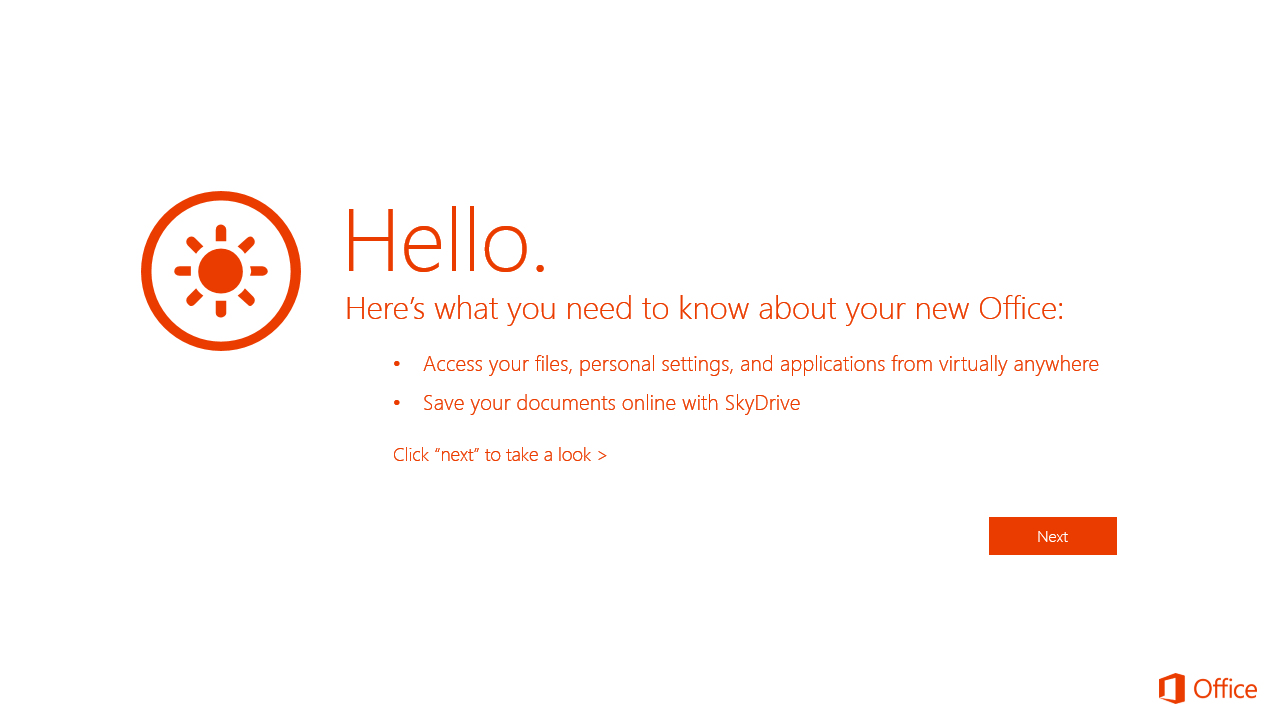 Hello.
Here’s what you need to know about your new Office:
• Access your files, personal settings, and applications from virtually anywhere
• Save your documents online with SkyDrive
Click “next” to take a look >
Next
Office